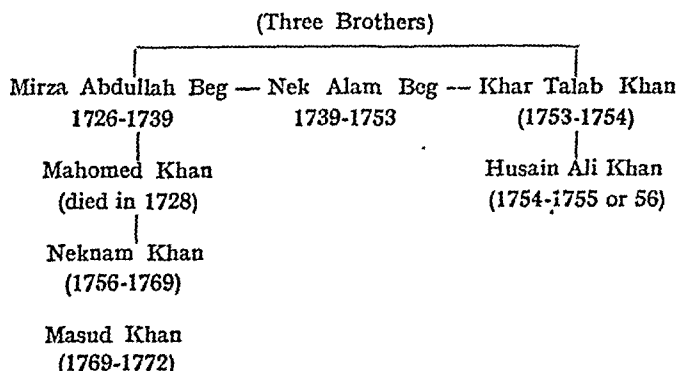 (Three Brothers)
Mirza Abdullah Beg — Nek Alam Beg — Khar Talab Khan
1726-1739 1739-1753 (1753-1754)
Mahomed Khan Husain Ali Khan
(died in 1728) (1754-1755 or 56)
Neknam Khan
(1756-1769)
Masud Khan
(1769-1772)